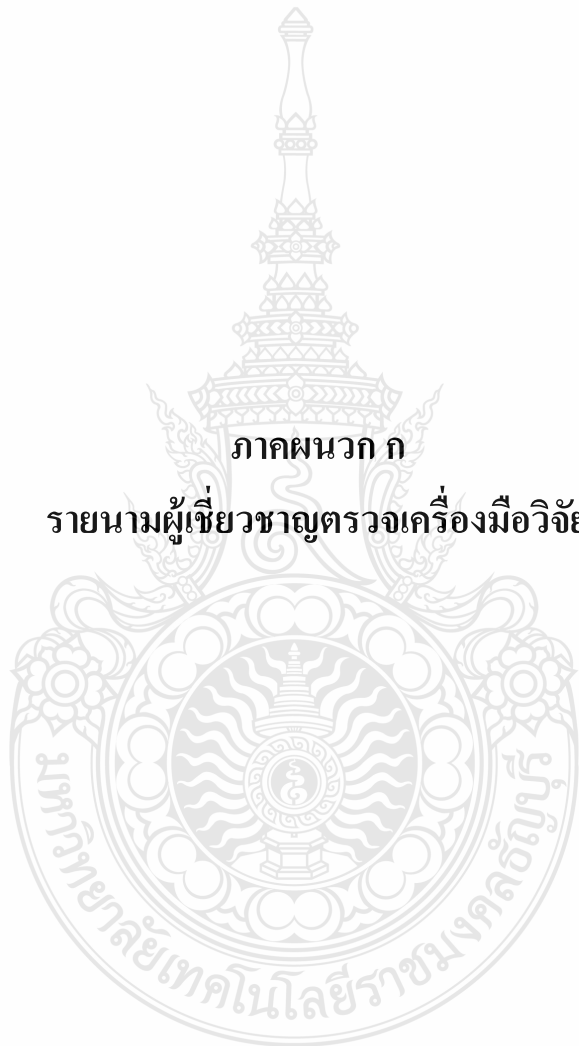 ภาคผนวก ก
รายนามผู้เชี่ยวชาญตรวจเครื่องมือวิจัย
มหาวิทยาลัยเทคโนโลยีราชมงคลธัญบุรี